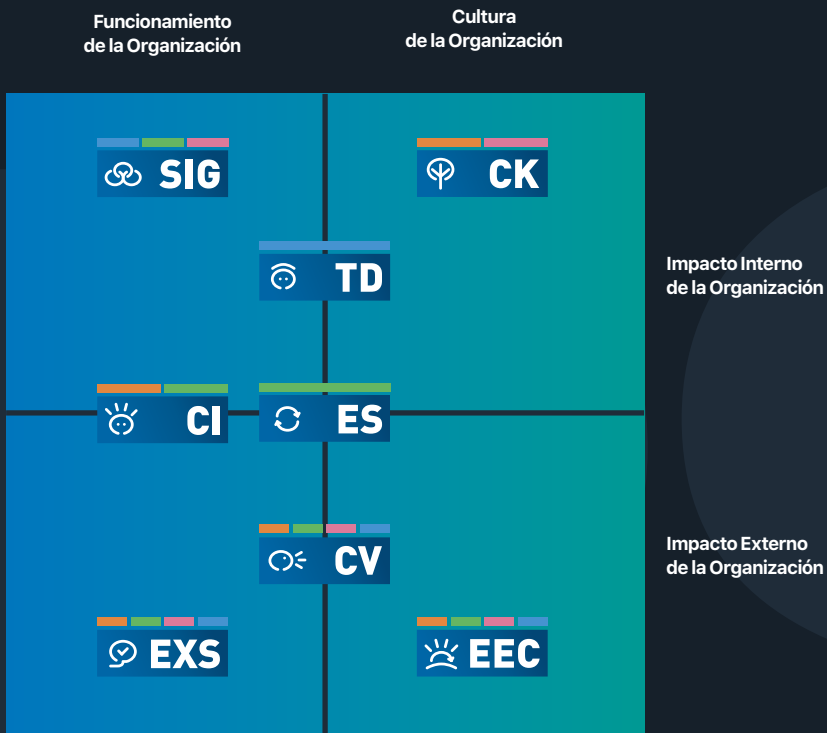 Funcionamiento
de la Organización
Cultura
de la Organización
SIG
CK
TD
Impacto Interno
de la Organización
CI
ES
CV
Impacto Externo
de la Organización
EXS
EEC